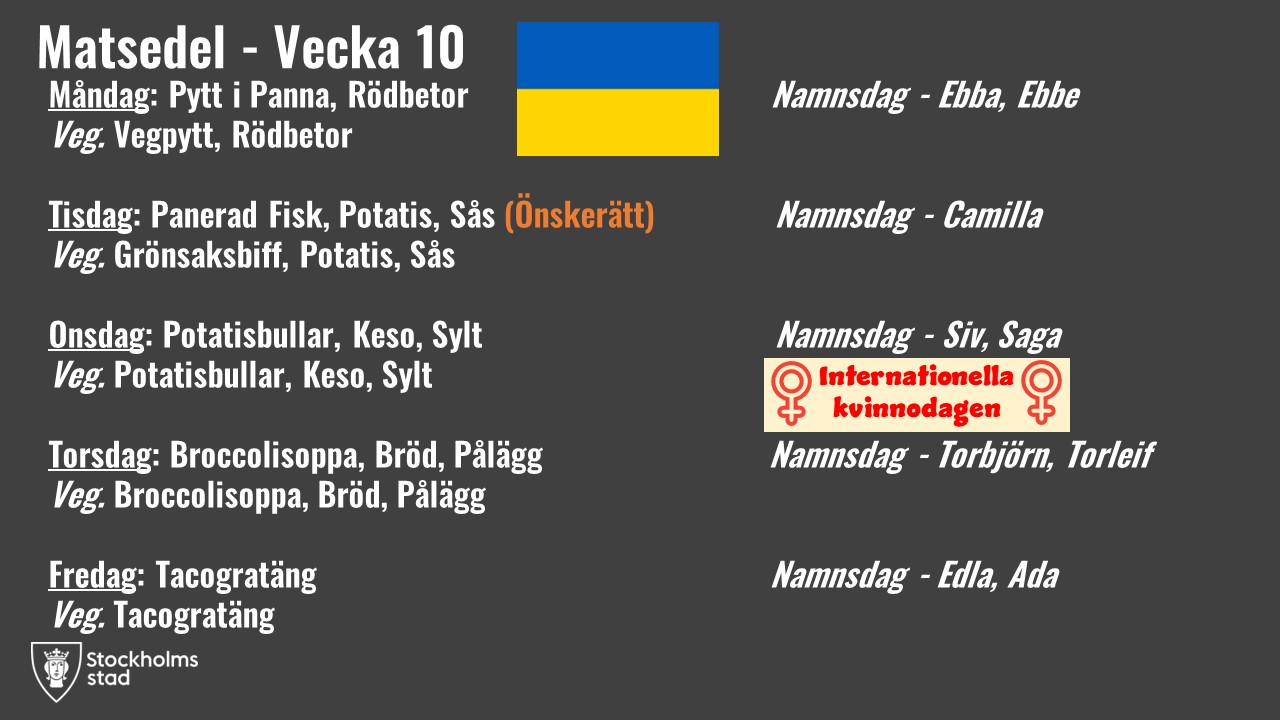 Matsedel - Vecka 10
Måndag: Pytt i Panna, Rödbetor
Namnsdag - Ebba, Ebbe
Veg. Vegpytt, Rödbetor
Tisdag: Panerad Fisk, Potatis, Sås (Önskerätt)
Namnsdag - Camilla
Veg. Grönsaksbiff, Potatis, Sås
Onsdag: Potatisbullar, Keso, Sylt
Namnsdag - Siv, Saga
Veg. Potatisbullar, Keso, Sylt
Internationella
kvinnodagen
Torsdag: Broccolisoppa, Bröd, Pålägg
Namnsdag - Torbjörn, Torleif
Veg. Broccolisoppa, Bröd, Pålägg
Fredag: Tacogratäng
Namnsdag - Edla, Ada
Veg. Tacogratäng
Stockholms
stad